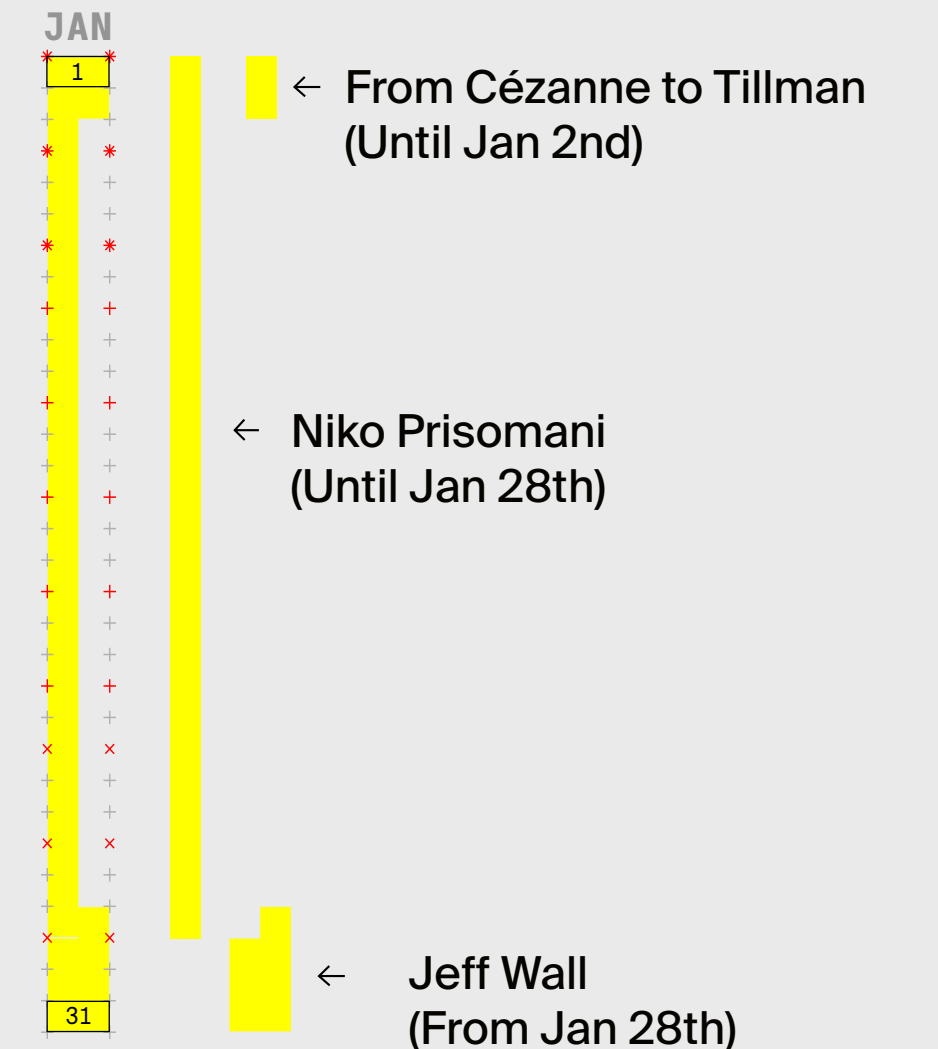 JAN
1
← From Cézanne to Tillman
(Until Jan 2nd)
← Niko Prisomani
(Until Jan 28th)
← Jeff Wall
(From Jan 28th)
31